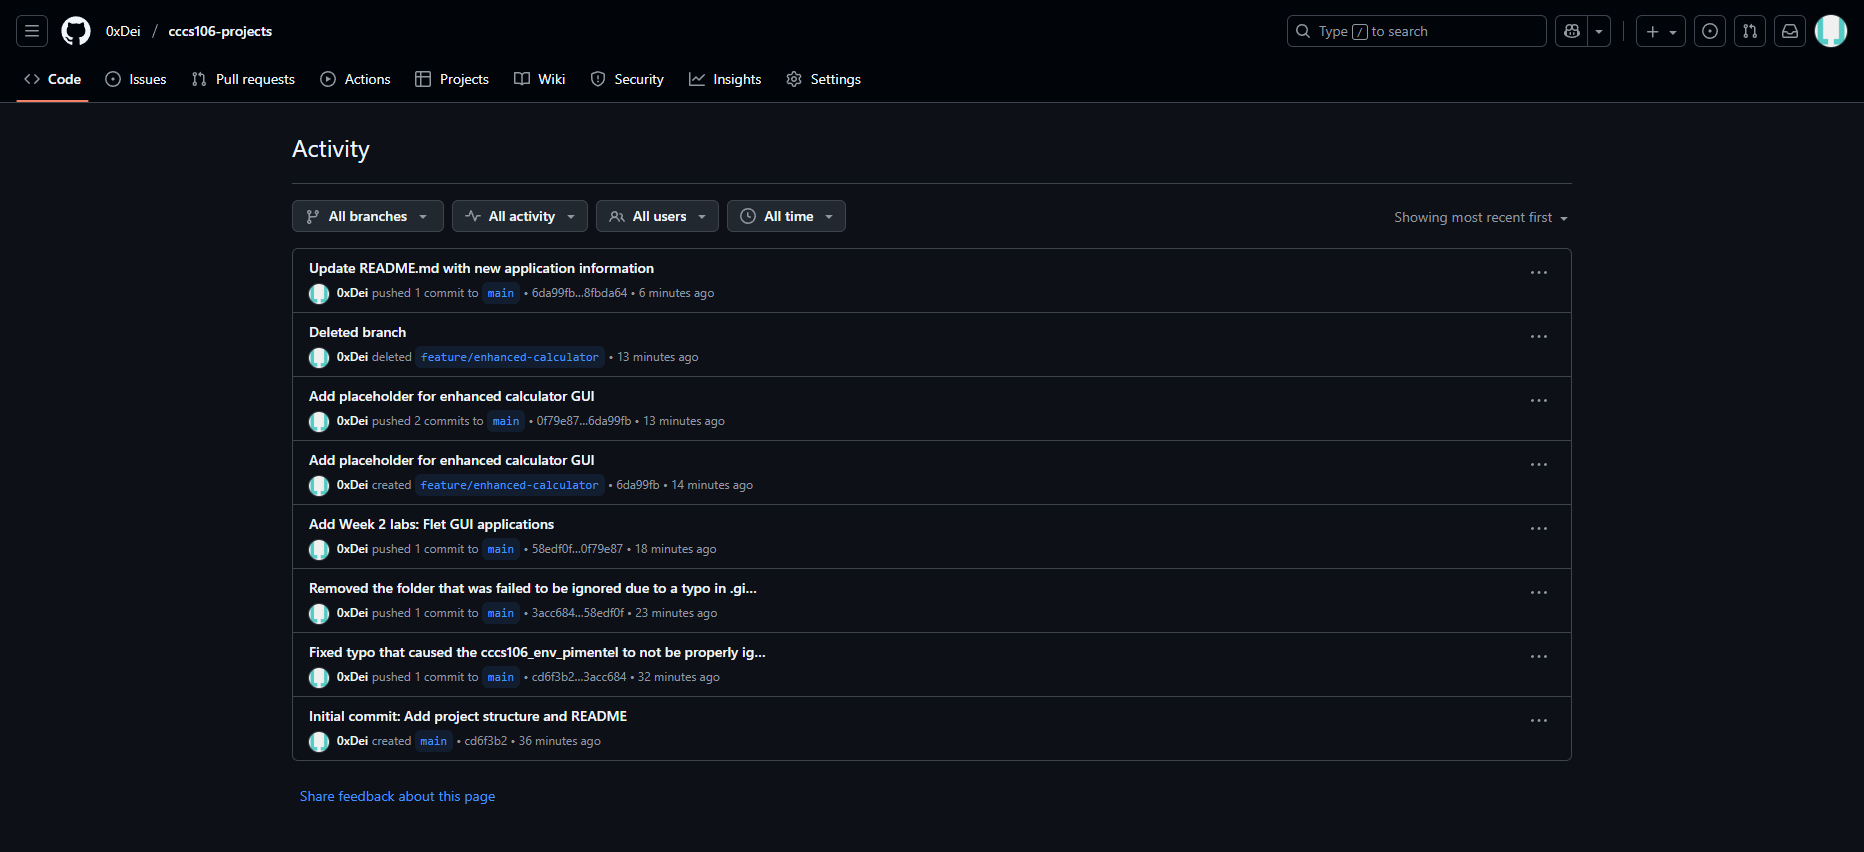 0xDei / cccs106-projects
Type / to search
Code Issues Pull requests Actions Projects Wiki Security Insights Settings
Activity
All branches All activity All users All time Showing most recent first
Update README.md with new application information
0xDei pushed 1 commit to main • 6da99fb...8fbda64 • 6 minutes ago
Deleted branch
0xDei deleted feature/enhanced-calculator • 13 minutes ago
Add placeholder for enhanced calculator GUI
0xDei pushed 2 commits to main • 0f79e87...6da99fb • 13 minutes ago
Add placeholder for enhanced calculator GUI
0xDei created feature/enhanced-calculator • 6da99fb • 14 minutes ago
Add Week 2 labs: Flet GUI applications
0xDei pushed 1 commit to main • 58edf0f...0f79e87 • 18 minutes ago
Removed the folder that was failed to be ignored due to a typo in .gi...
0xDei pushed 1 commit to main • 3acc684...58edf0f • 23 minutes ago
Fixed typo that caused the cccs106_env_pimentel to not be properly ig...
0xDei pushed 1 commit to main • cd6f3b2...3acc684 • 32 minutes ago
Initial commit: Add project structure and README
0xDei created main • cd6f3b2 • 36 minutes ago
Share feedback about this page